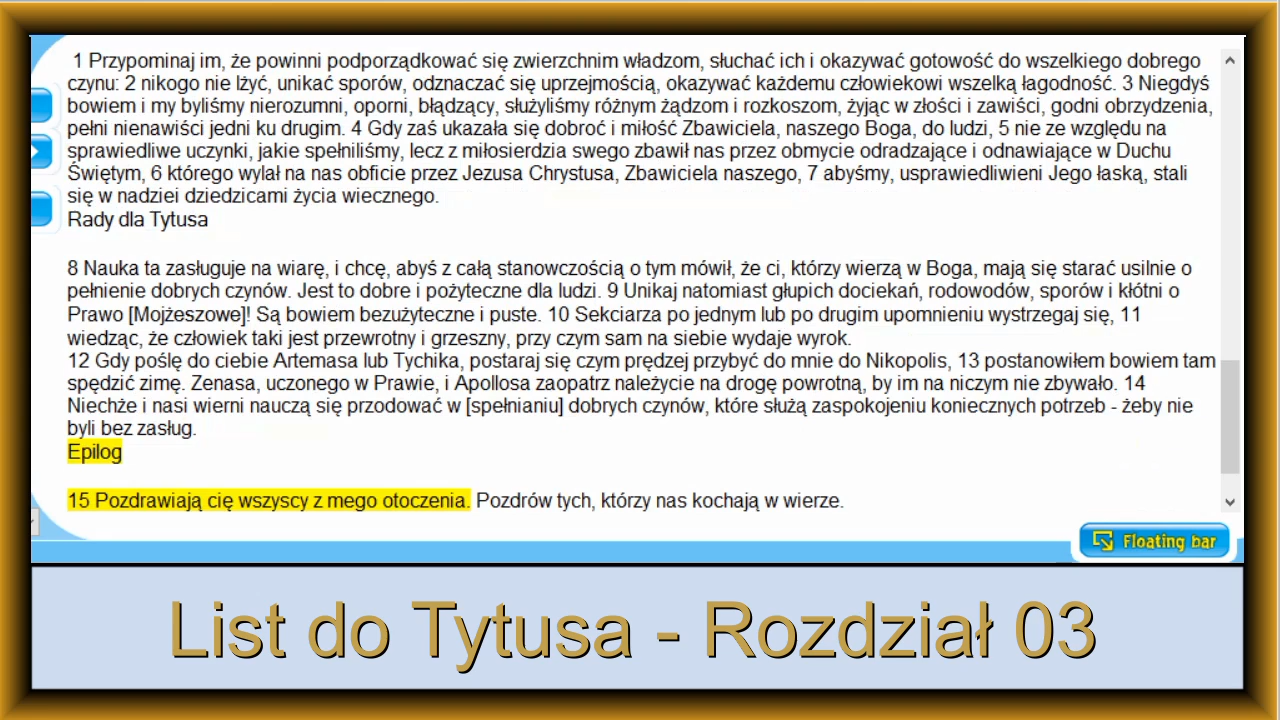 1 Przypominaj im, że powinni podporządkować się zwierzchnim władzom, słuchać ich i okazywać gotowość do wszelkiego dobrego
czynu: 2 nikogo nie lżyć, unikać sporów, odznaczać się uprzejmością, okazywać każdemu człowiekowi wszelką łagodność. 3 Niegdyś
bowiem i my byliśmy nierozumni, oporni, błądzący, służyliśmy różnym żądzom i rozkoszom, żyjąc w złości i zawiści, godni obrzydzenia,
pełni nienawiści jedni ku drugim. 4 Gdy zaś ukazała się dobroć i miłość Zbawiciela, naszego Boga, do ludzi, 5 nie ze względu na
sprawiedliwe uczynki, jakie spełniliśmy, lecz z miłosierdzia swego zbawił nas przez obmycie odradzające i odnawiające w Duchu
Świętym, 6 którego wylał na nas obficie przez Jezusa Chrystusa, Zbawiciela naszego, 7 abyśmy, usprawiedliwieni Jego łaską, stali
się w nadziei dziedzicami życia wiecznego.
Rady dla Tytusa
8 Nauka ta zasługuje na wiarę, i chcę, abyś z całą stanowczością o tym mówił, że ci, którzy wierzą w Boga, mają się starać usilnie o
pełnienie dobrych czynów. Jest to dobre i pożyteczne dla ludzi. 9 Unikaj natomiast głupich dociekań, rodowodów, sporów i kłótni o
Prawo [Mojżeszowe]! Są bowiem bezużyteczne i puste. 10 Sekciarza po jednym lub po drugim upomnieniu wystrzegaj się, 11
wiedząc, że człowiek taki jest przewrotny i grzeszny, przy czym sam na siebie wydaje wyrok.
12 Gdy poślę do ciebie Artemasa lub Tychika, postaraj się czym prędzej przybyć do mnie do Nikopolis, 13 postanowiłem bowiem tam
spędzić zimę. Zenasa, uczonego w Prawie, i Apollosa zaopatrz należycie na drogę powrotną, by im na niczym nie zbywało. 14
Niechże i nasi wierni nauczą się przodować w [spełnianiu] dobrych czynów, które służą zaspokojeniu koniecznych potrzeb - żeby nie
byli bez zasług.
Epilog
15 Pozdrawiają cię wszyscy z mego otoczenia. Pozdrów tych, którzy nas kochają w wierze.
Floating bar
List do Tytusa - Rozdział 03